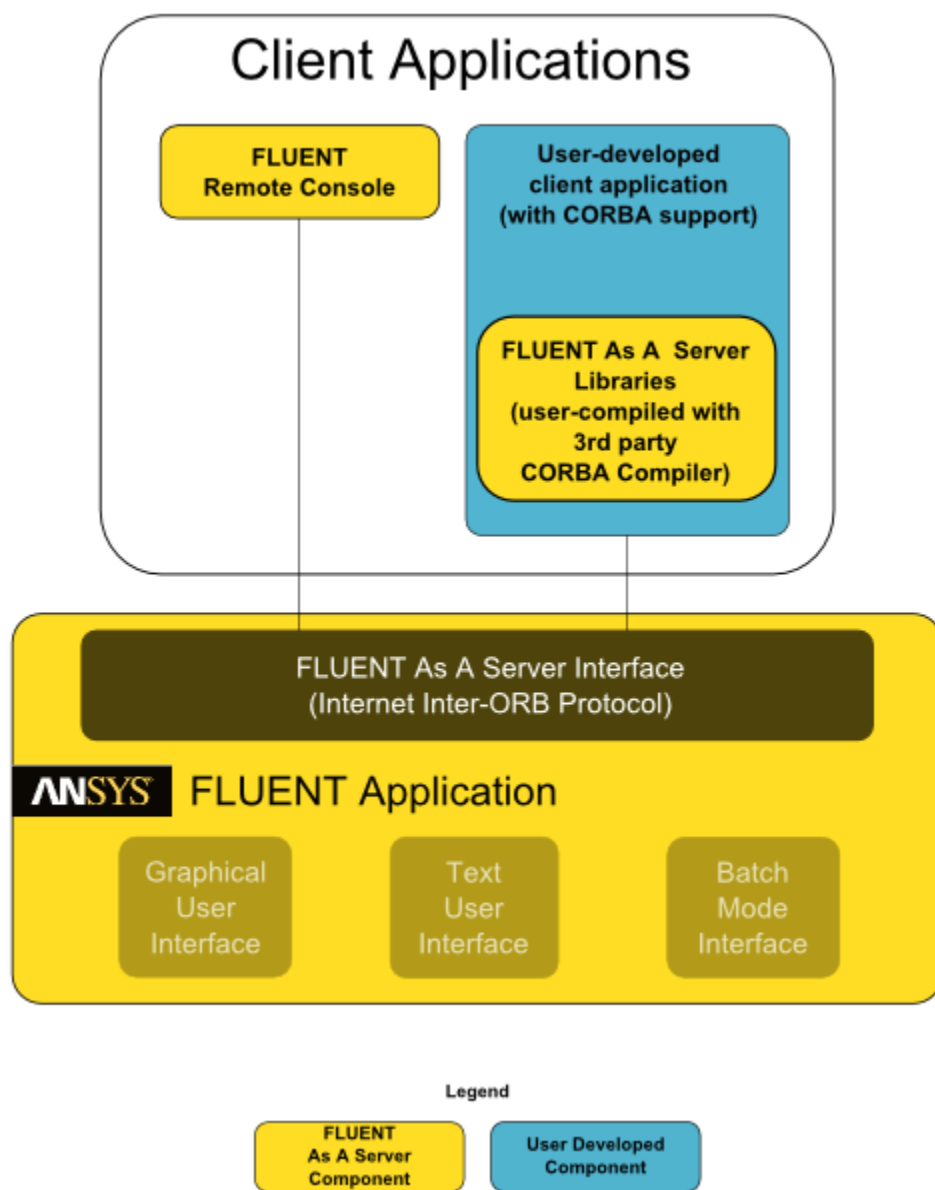 Client Applications
FLUENT
Remote Console
User-developed
client application
(with CORBA support)
FLUENT As A Server
Libraries
(user-compiled with
3rd party
CORBA Compiler)
FLUENT As A Server Interface
(Internet Inter-ORB Protocol)
ANSYS FLUENT Application
Graphical
User
Interface
Text
User
Interface
Batch
Mode
Interface
Legend
FLUENT
As A Server
Component
User Developed
Component